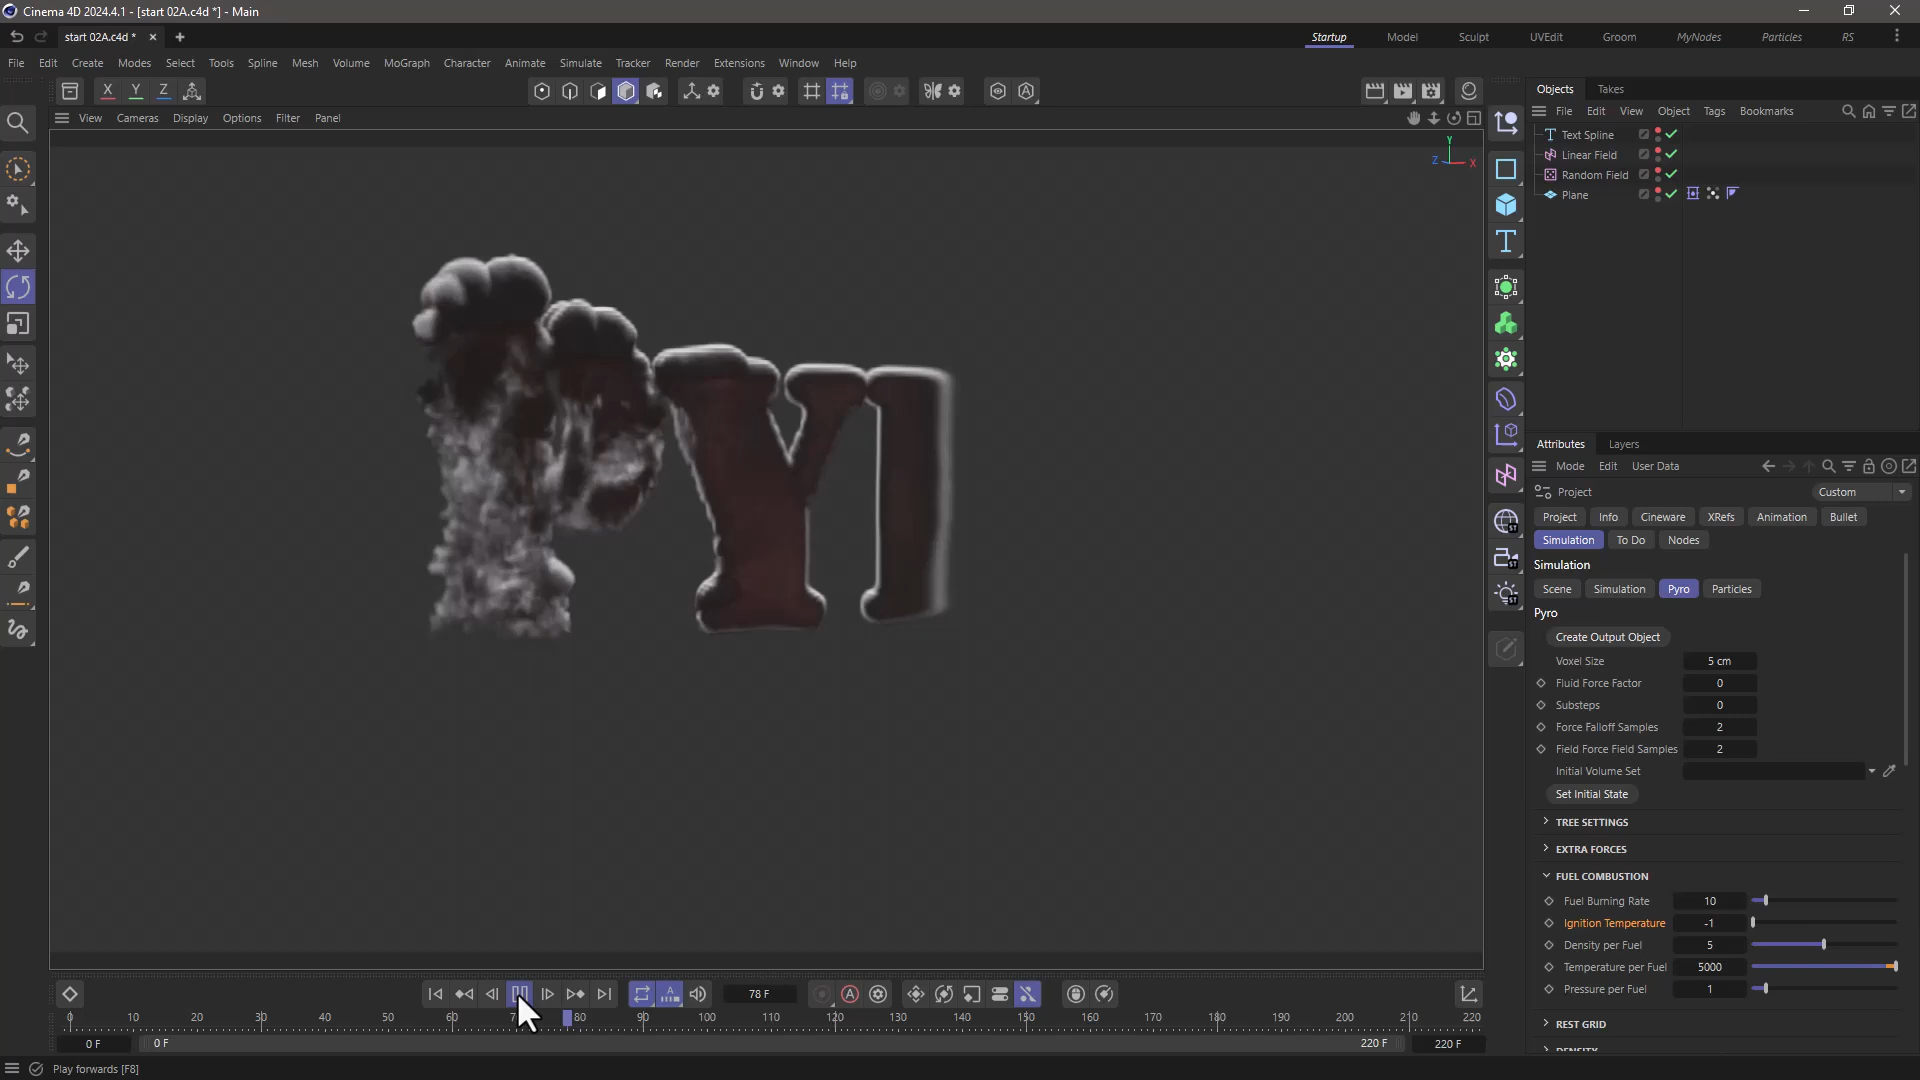 Cinema 4D 2024.4.1 - [start 02A.c4d *] - Main
start 02A.c4d *
Startup Model Sculpt UVEdit Groom MyNodes Particles RS
File Edit Create Modes Select Tools Spline Mesh Volume MoGraph Character Animate Simulate Tracker Render Extensions Window Help
X Y Z
View Cameras Display Options Filter Panel
Y
Z X
PYI
Objects Takes
File Edit View Object Tags Bookmarks
Text Spline
Linear Field
Random Field
Plane
Attributes Layers
Mode Edit User Data
Project Custom
Project Info Cineware XRefs Animation Bullet
Simulation To Do Nodes
Simulation
Scene Simulation Pyro Particles
Pyro
Create Output Object
Voxel Size 5 cm
Fluid Force Factor 0
Substeps 0
Force Falloff Samples 2
Field Force Field Samples 2
Initial Volume Set
Set Initial State
TREE SETTINGS
EXTRA FORCES
FUEL COMBUSTION
Fuel Burning Rate 10
Ignition Temperature -1
Density per Fuel 5
Temperature per Fuel 5000
Pressure per Fuel 1
REST GRID
DENSITY
78 F
0 10 20 30 40 50 60 7 80 90 100 110 120 130 140 150 160 170 180 190 200 210 220
0 F 0 F 220 F 220 F
Play forwards [F8]